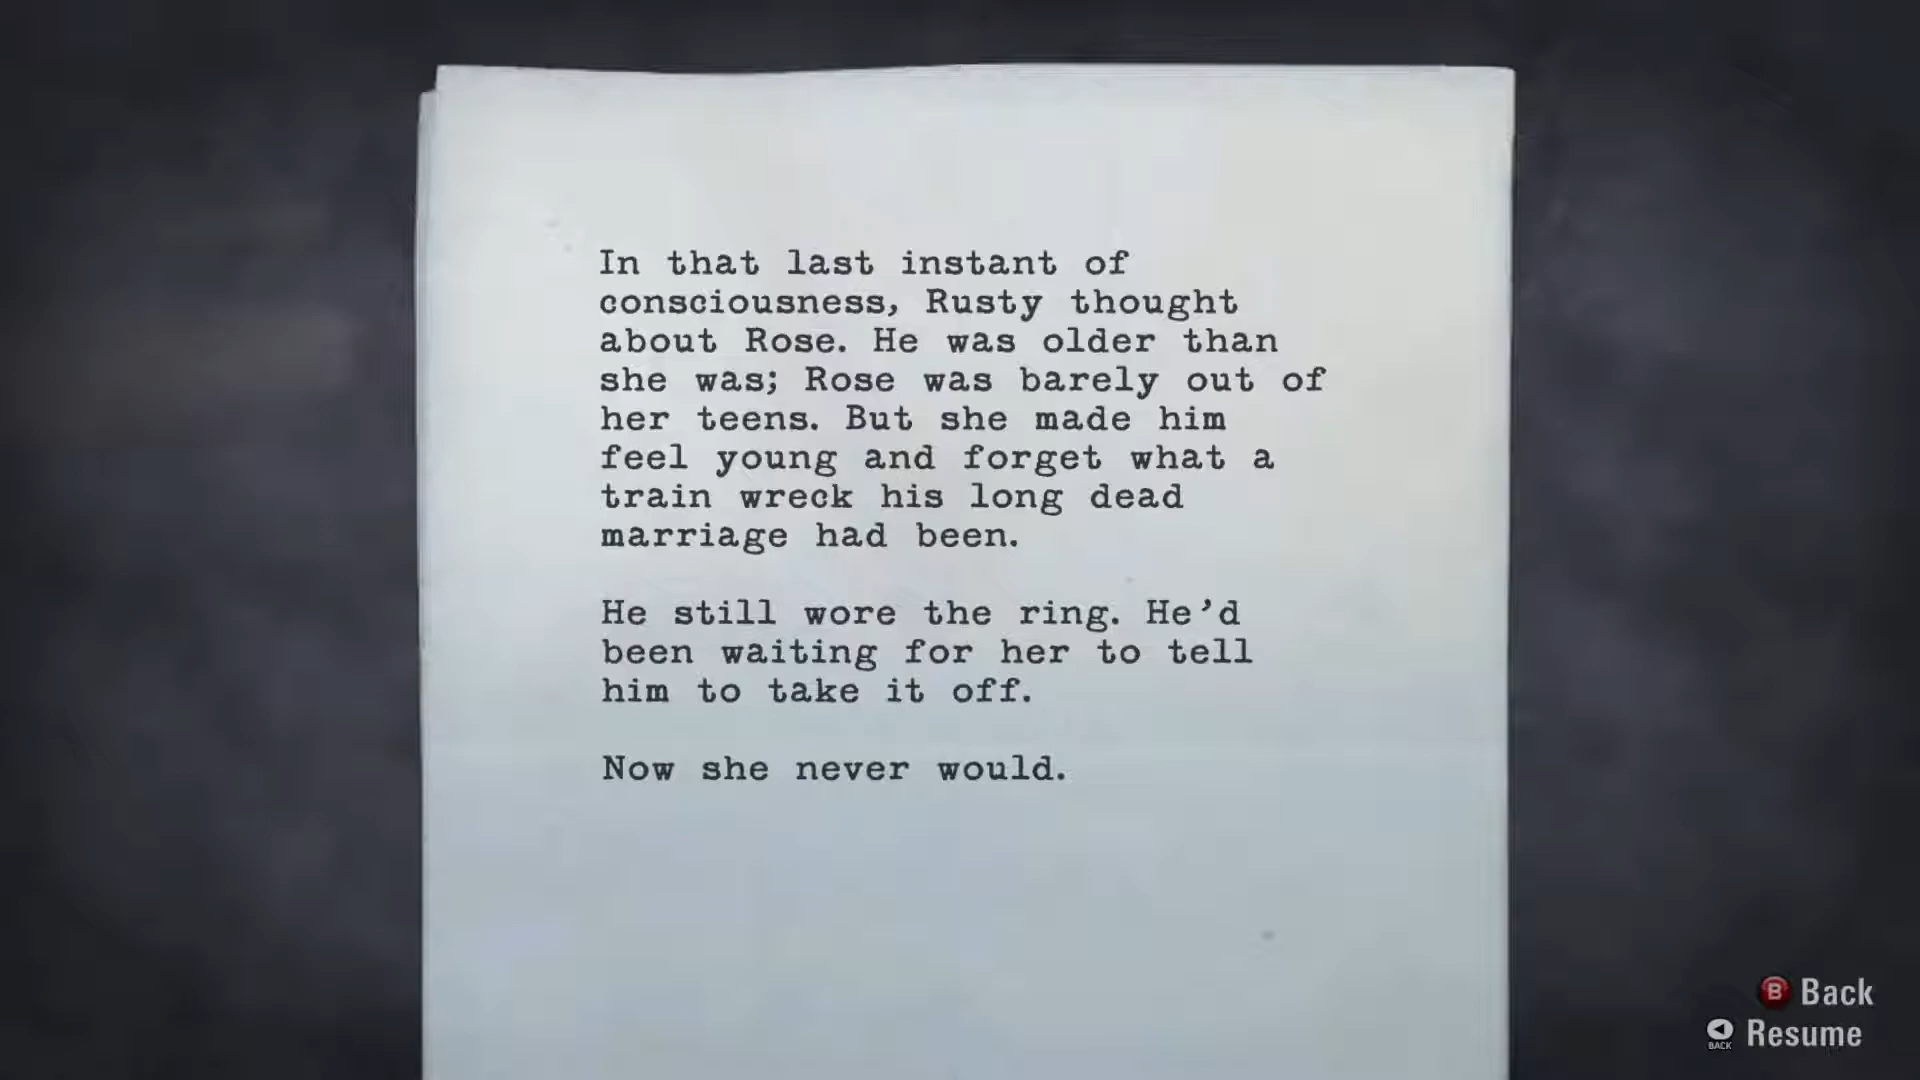 In that last instant of
consciousness, Rusty thought
about Rose. He was older than
she was; Rose was barely out of
her teens. But she made him
feel young and forget what a
train wreck his long dead
marriage had been.
He still wore the ring. He’d
been waiting for her to tell
him to take it off.
Now she never would.
B Back
BACK Resume